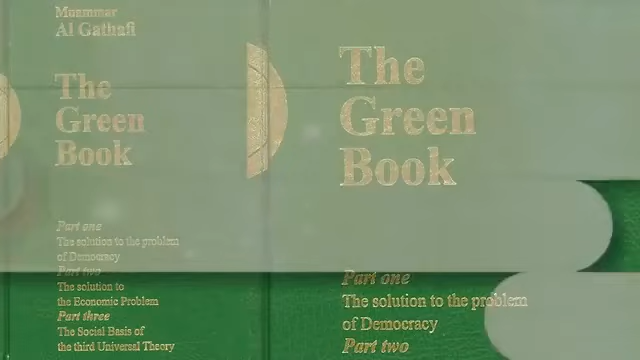 Muammar
Al Gathafi
The
Green
Book
Part one
The solution to the problem
of Democracy
Part two
The solution to
the Economic Problem
Part three
The Social Basis of
the third Universal Theory
The
Green
Book
Part one
The solution to the problem
of Democracy
Part two